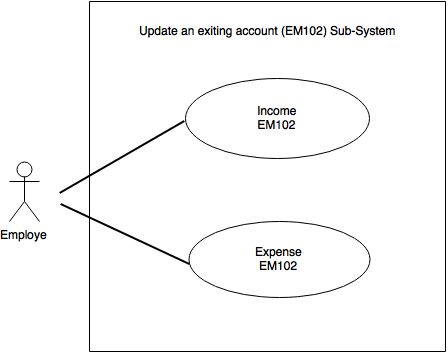 Update an exiting account (EM102) Sub-System
Income
EM102
Employe
Expense
EM102